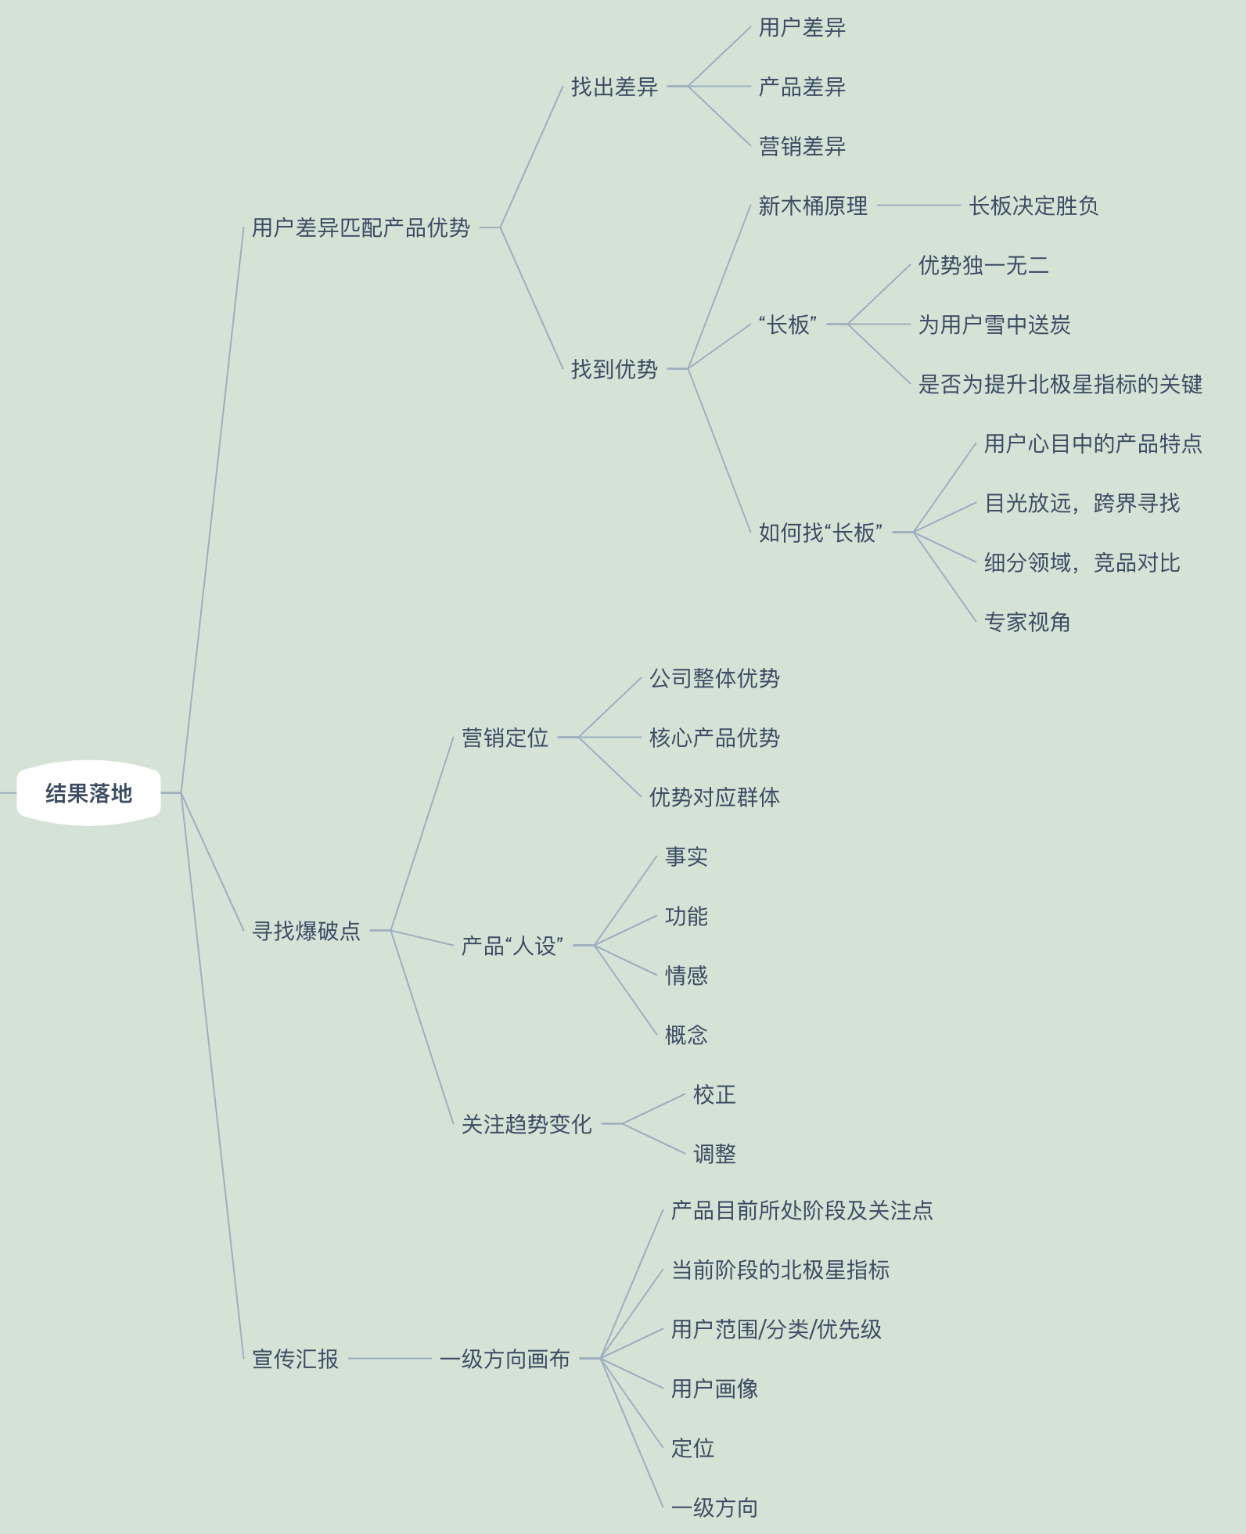 用户差异
找出差异
产品差异
营销差异
用户差异匹配产品优势
新木桶原理
长板决定胜负
优势独一无二
找到优势
“长板”
为用户雪中送炭
是否为提升北极星指标的关键
用户心目中的产品特点
目光放远，跨界寻找
如何找“长板”
细分领域，竞品对比
专家视角
公司整体优势
营销定位
核心产品优势
优势对应群体
结果落地
事实
功能
寻找爆破点
产品“人设”
情感
概念
校正
关注趋势变化
调整
产品目前所处阶段及关注点
当前阶段的北极星指标
用户范围/分类/优先级
宣传汇报
一级方向画布
用户画像
定位
一级方向